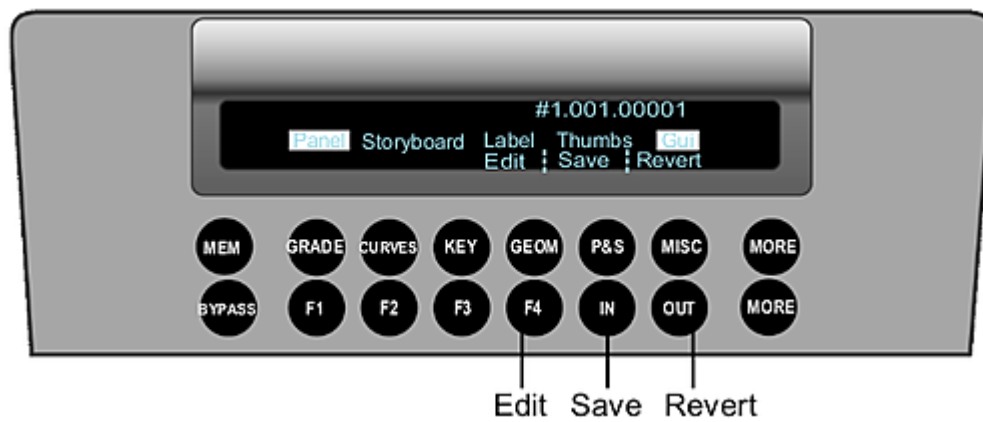 #1.001.00001
Panel Storyboard Label Thumbs Gui
Edit Save Revert
MEM GRADE CURVES KEY GEOM P&S MISC MORE
BYPASS F1 F2 F3 F4 IN OUT MORE
Edit Save Revert